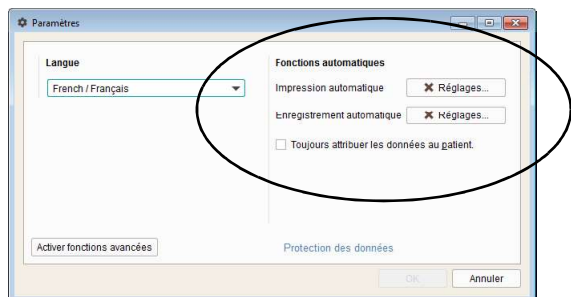 Paramètres
Langue
French / Français
Fonctions automatiques
Impression automatique
Réglages...
Enregistrement automatique
Réglages...
Toujours attribuer les données au patient.
Activer fonctions avancées
Protection des données
OK
Annuler